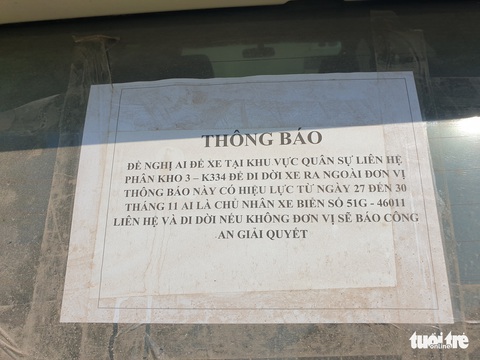 THÔNG BÁO
ĐỀ NGHỊ AI ĐỂ XE TẠI KHU VỰC QUÂN SỰ LIÊN HỆ
PHÂN KHO 3 – K334 ĐỂ DI DỜI XE RA NGOÀI ĐƠN VỊ
THÔNG BÁO NÀY CÓ HIỆU LỰC TỪ NGÀY 27 ĐẾN 30
THÁNG 11 AI LÀ CHỦ NHÂN XE BIỂN SỐ 51G - 46011
LIÊN HỆ VÀ DI DỜI NẾU KHÔNG ĐƠN VỊ SẼ BÁO CÔNG
AN GIẢI QUYẾT
tuổi trẻ
online